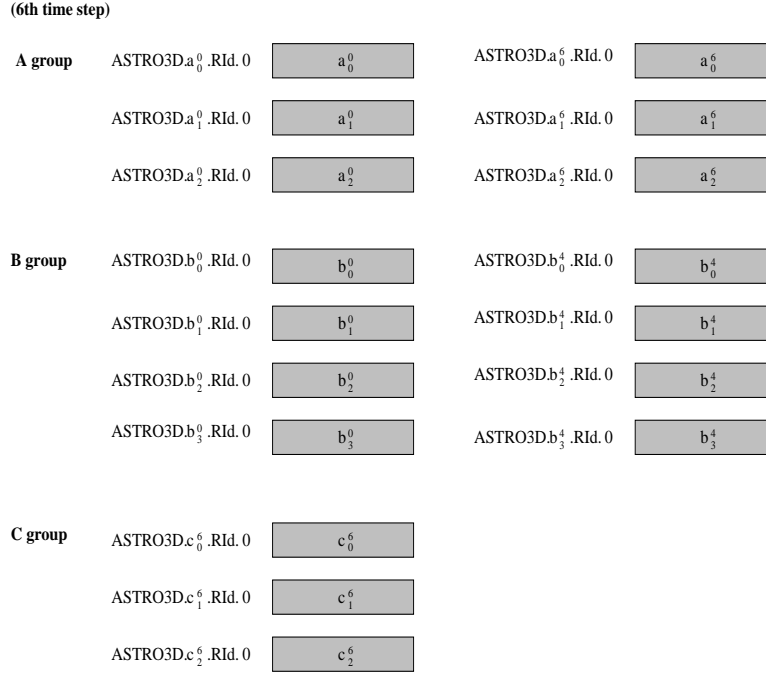 (6th time step)
A group ASTRO3D.a⁰₀.RId. 0 a⁰₀ ASTRO3D.a⁶₀.RId. 0 a⁶₀
ASTRO3D.a⁰₁.RId. 0 a⁰₁ ASTRO3D.a⁶₁.RId. 0 a⁶₁
ASTRO3D.a⁰₂.RId. 0 a⁰₂ ASTRO3D.a⁶₂.RId. 0 a⁶₂
B group ASTRO3D.b⁰₀.RId. 0 b⁰₀ ASTRO3D.b⁴₀.RId. 0 b⁴₀
ASTRO3D.b⁰₁.RId. 0 b⁰₁ ASTRO3D.b⁴₁.RId. 0 b⁴₁
ASTRO3D.b⁰₂.RId. 0 b⁰₂ ASTRO3D.b⁴₂.RId. 0 b⁴₂
ASTRO3D.b⁰₃.RId. 0 b⁰₃ ASTRO3D.b⁴₃.RId. 0 b⁴₃
C group ASTRO3D.c⁶₀.RId. 0 c⁶₀
ASTRO3D.c⁶₁.RId. 0 c⁶₁
ASTRO3D.c⁶₂.RId. 0 c⁶₂